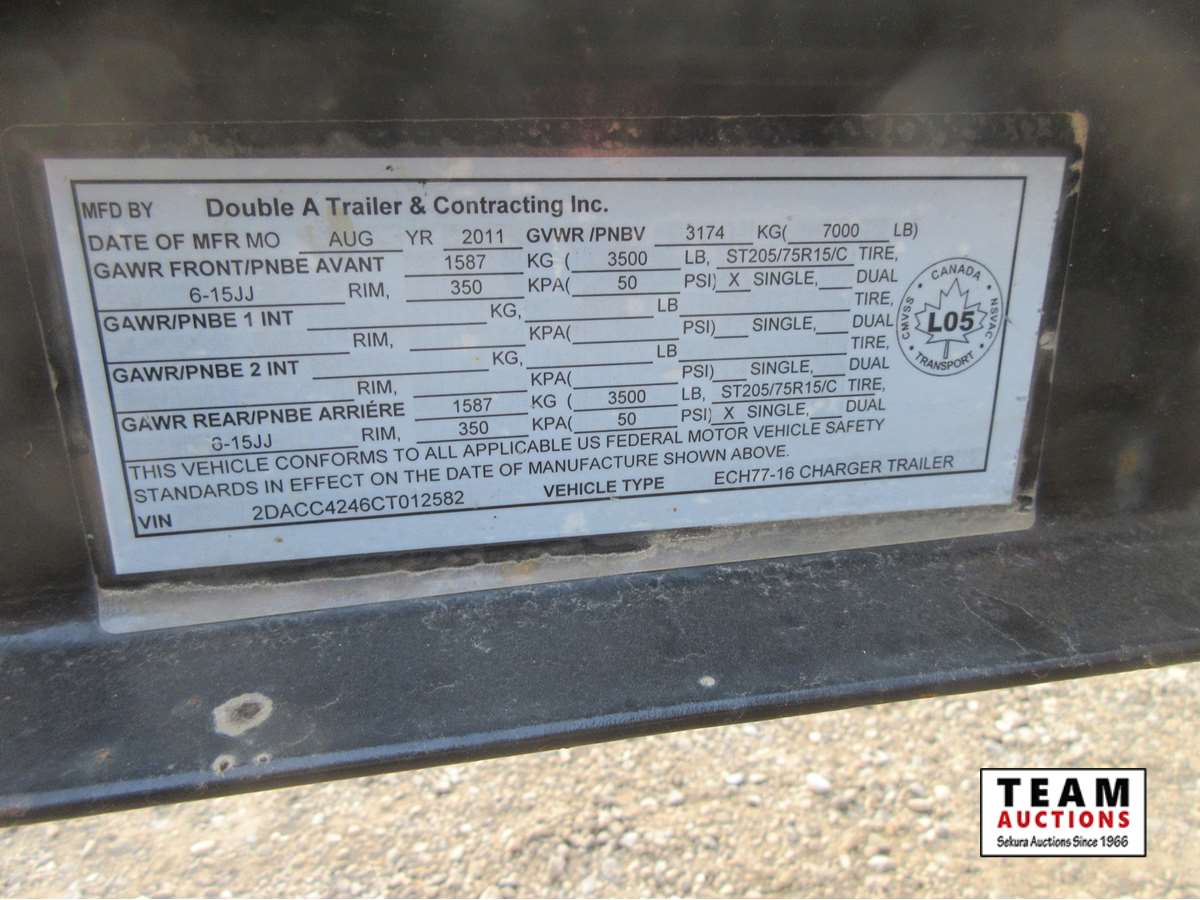 MFD BY Double A Trailer & Contracting Inc.
DATE OF MFR MO AUG YR 2011 GVWR /PNBV 3174 KG( 7000 LB)
GAWR FRONT/PNBE AVANT 1587 KG ( 3500 LB, ST205/75R15/C TIRE,
6-15JJ RIM, 350 KPA( 50 PSI) X SINGLE, DUAL
GAWR/PNBE 1 INT KG, LB TIRE,
RIM, KPA( PSI) SINGLE, DUAL
GAWR/PNBE 2 INT KG, LB TIRE,
RIM, KPA( PSI) SINGLE, DUAL
GAWR REAR/PNBE ARRIÉRE 1587 KG ( 3500 LB, ST205/75R15/C TIRE,
6-15JJ RIM, 350 KPA( 50 PSI) X SINGLE, DUAL
THIS VEHICLE CONFORMS TO ALL APPLICABLE US FEDERAL MOTOR VEHICLE SAFETY
STANDARDS IN EFFECT ON THE DATE OF MANUFACTURE SHOWN ABOVE.
VIN 2DACC4246CT012582 VEHICLE TYPE ECH77-16 CHARGER TRAILER
CANADA
CMVSS
NSVAC
L05
TRANSPORT
TEAM
AUCTIONS
Sekura Auctions Since 1966